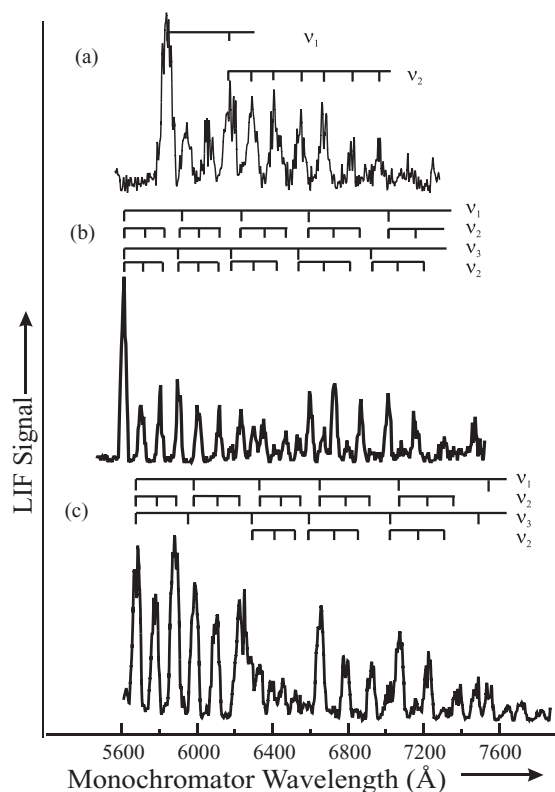 (a)
ν₁
ν₂
(b)
ν₁
ν₂
ν₃
ν₂
LIF Signal
(c)
ν₁
ν₂
ν₃
ν₂
5600 6000 6400 6800 7200 7600
Monochromator Wavelength (Å)